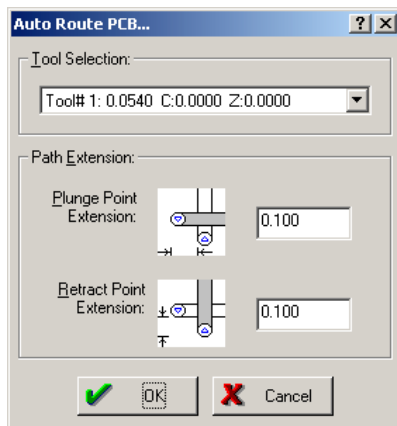 Auto Route PCB...
Tool Selection:
Tool# 1: 0.0540 C:0.0000 Z:0.0000
Path Extension:
Plunge Point
Extension:
0.100
Retract Point
Extension:
0.100
OK
Cancel